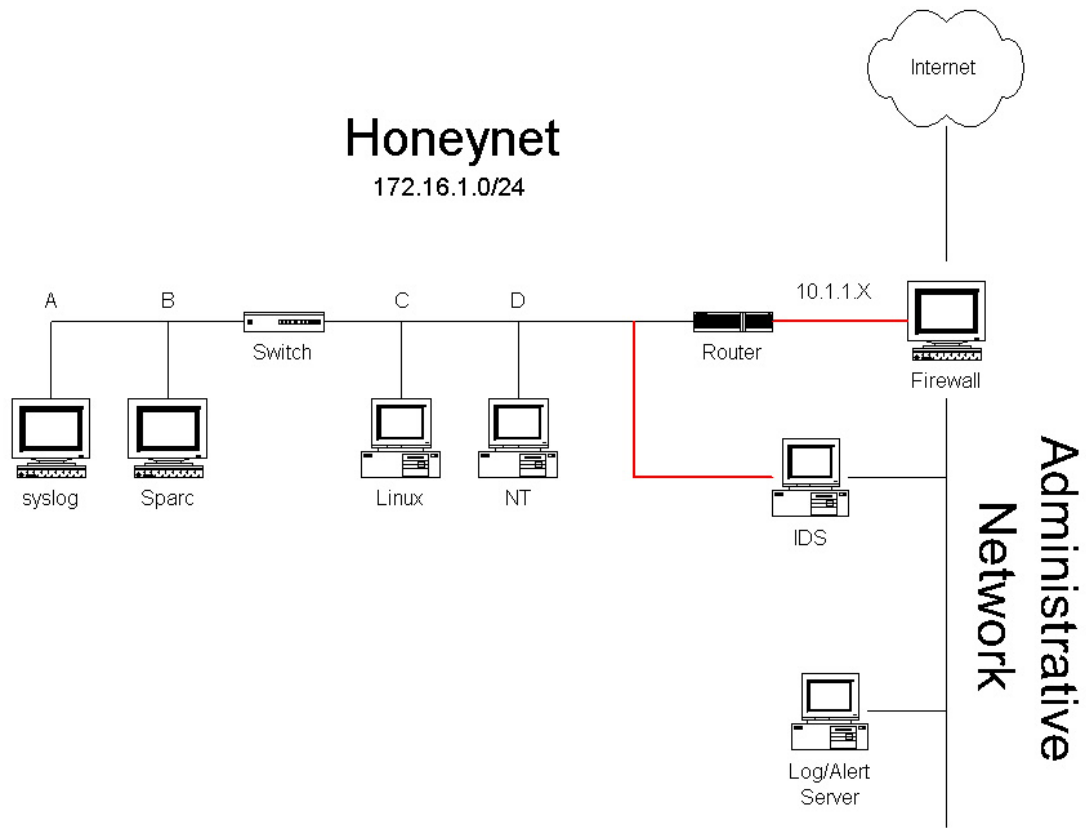 Internet
Honeynet
172.16.1.0/24
10.1.1.X
A
B
C
D
Switch
Router
Firewall
syslog
Sparc
Linux
NT
IDS
Administrative
Network
Log/Alert
Server